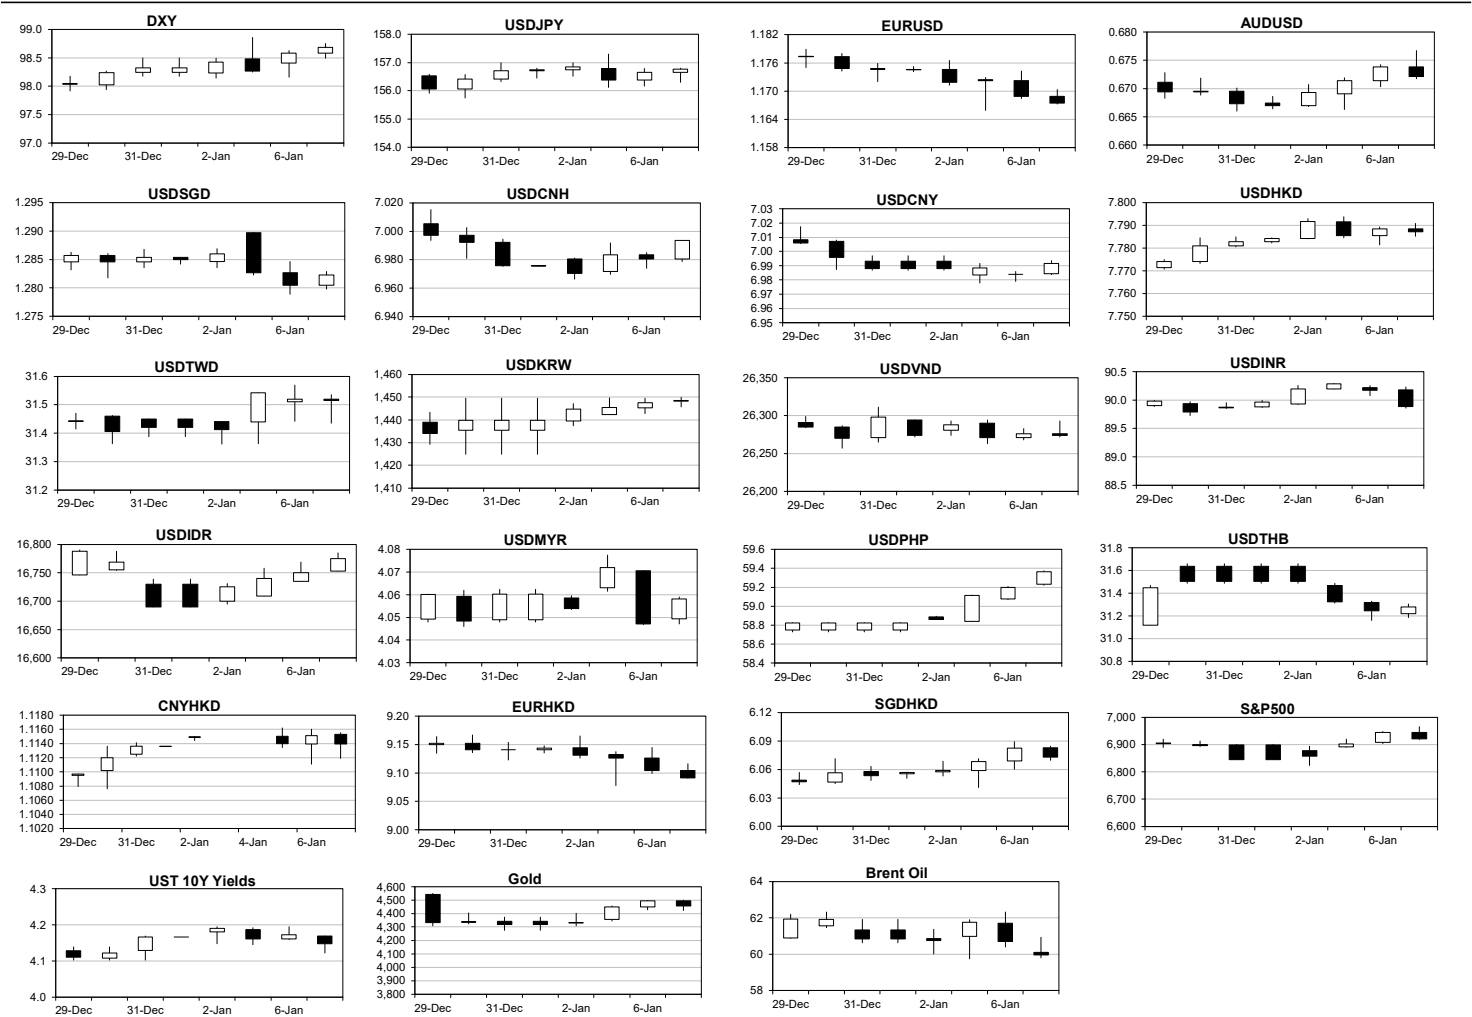 DXY
99.0
98.5
98.0
97.5
97.0
29-Dec 31-Dec 2-Jan 6-Jan
USDJPY
158.0
157.0
156.0
155.0
154.0
29-Dec 31-Dec 2-Jan 6-Jan
EURUSD
1.182
1.176
1.170
1.164
1.158
29-Dec 31-Dec 2-Jan 6-Jan
AUDUSD
0.680
0.675
0.670
0.665
0.660
29-Dec 31-Dec 2-Jan 6-Jan
USDSGD
1.295
1.290
1.285
1.280
1.275
29-Dec 31-Dec 2-Jan 6-Jan
USDCNH
7.020
7.000
6.980
6.960
6.940
29-Dec 31-Dec 2-Jan 6-Jan
USDCNY
7.03
7.02
7.01
7.00
6.99
6.98
6.97
6.96
6.95
29-Dec 31-Dec 2-Jan 6-Jan
USDHKD
7.800
7.790
7.780
7.770
7.760
7.750
29-Dec 31-Dec 2-Jan 6-Jan
USDTWD
31.6
31.5
31.4
31.3
31.2
29-Dec 31-Dec 2-Jan 6-Jan
USDKRW
1,460
1,450
1,440
1,430
1,420
1,410
29-Dec 31-Dec 2-Jan 6-Jan
USDVND
26,350
26,300
26,250
26,200
29-Dec 31-Dec 2-Jan 6-Jan
USDINR
90.5
90.0
89.5
89.0
88.5
29-Dec 31-Dec 2-Jan 6-Jan
USDIDR
16,800
16,750
16,700
16,650
16,600
29-Dec 31-Dec 2-Jan 6-Jan
USDMYR
4.08
4.07
4.06
4.05
4.04
4.03
29-Dec 31-Dec 2-Jan 6-Jan
USDPHP
59.6
59.4
59.2
59.0
58.8
58.6
58.4
29-Dec 31-Dec 2-Jan 6-Jan
USDTHB
31.8
31.6
31.4
31.2
31.0
30.8
29-Dec 31-Dec 2-Jan 6-Jan
CNYHKD
1.1180
1.1160
1.1140
1.1120
1.1100
1.1080
1.1060
1.1040
1.1020
29-Dec 31-Dec 2-Jan 4-Jan 6-Jan
EURHKD
9.20
9.15
9.10
9.05
9.00
29-Dec 31-Dec 2-Jan 6-Jan
SGDHKD
6.12
6.09
6.06
6.03
6.00
29-Dec 31-Dec 2-Jan 6-Jan
S&P500
7,000
6,900
6,800
6,700
6,600
29-Dec 31-Dec 2-Jan 6-Jan
UST 10Y Yields
4.3
4.2
4.1
4.0
29-Dec 31-Dec 2-Jan 6-Jan
Gold
4,600
4,500
4,400
4,300
4,200
4,100
4,000
3,900
3,800
29-Dec 31-Dec 2-Jan 6-Jan
Brent Oil
64
62
60
58
29-Dec 31-Dec 2-Jan 6-Jan